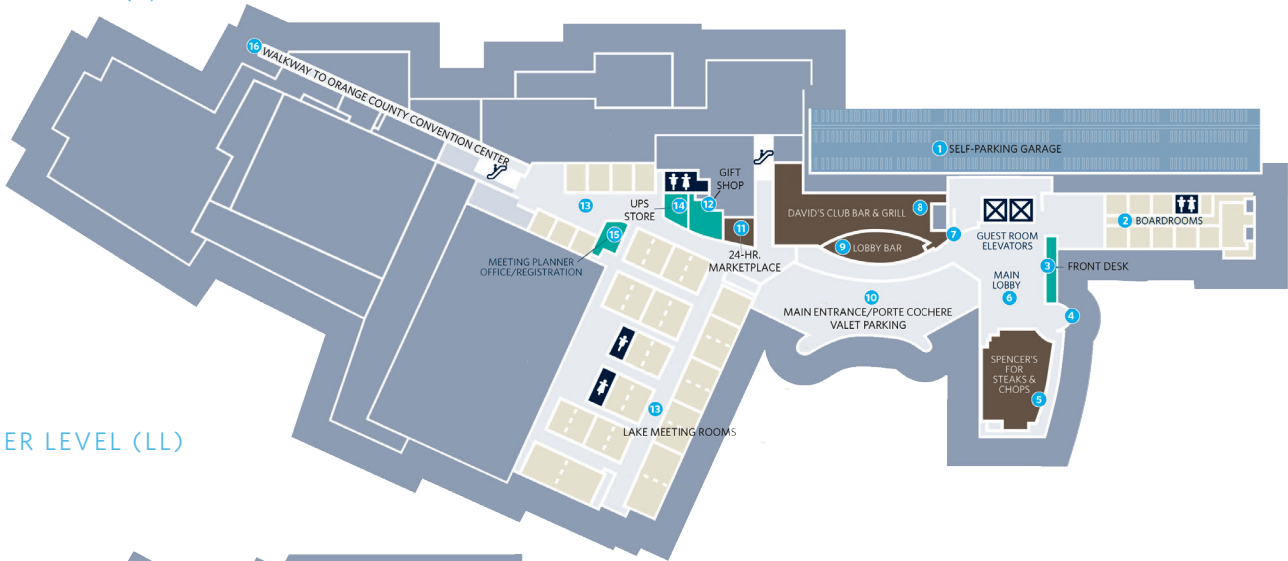 16 WALKWAY TO ORANGE COUNTY CONVENTION CENTER
1 SELF-PARKING GARAGE
GIFT
SHOP
12
UPS
STORE
14
13
15
MEETING PLANNER
OFFICE/REGISTRATION
11
24-HR.
MARKETPLACE
DAVID'S CLUB BAR & GRILL
8
9 LOBBY BAR
7
GUEST ROOM
ELEVATORS
2 BOARDROOMS
3 FRONT DESK
MAIN
LOBBY
6
4
10
MAIN ENTRANCE/PORTE COCHERE
VALET PARKING
SPENCER'S
FOR
STEAKS &
CHOPS
5
13
LAKE MEETING ROOMS
ER LEVEL (LL)